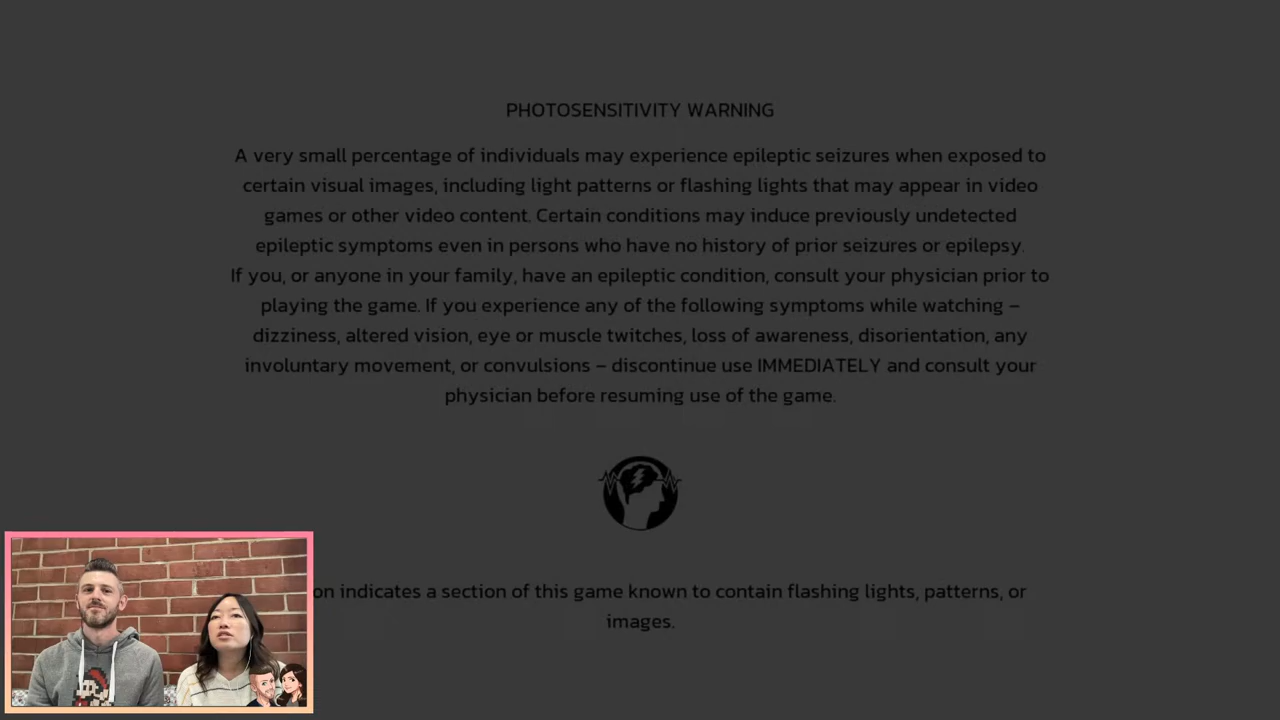 PHOTOSENSITIVITY WARNING
A very small percentage of individuals may experience epileptic seizures when exposed to
certain visual images, including light patterns or flashing lights that may appear in video
games or other video content. Certain conditions may induce previously undetected
epileptic symptoms even in persons who have no history of prior seizures or epilepsy.
If you, or anyone in your family, have an epileptic condition, consult your physician prior to
playing the game. If you experience any of the following symptoms while watching –
dizziness, altered vision, eye or muscle twitches, loss of awareness, disorientation, any
involuntary movement, or convulsions – discontinue use IMMEDIATELY and consult your
physician before resuming use of the game.
on indicates a section of this game known to contain flashing lights, patterns, or
images.